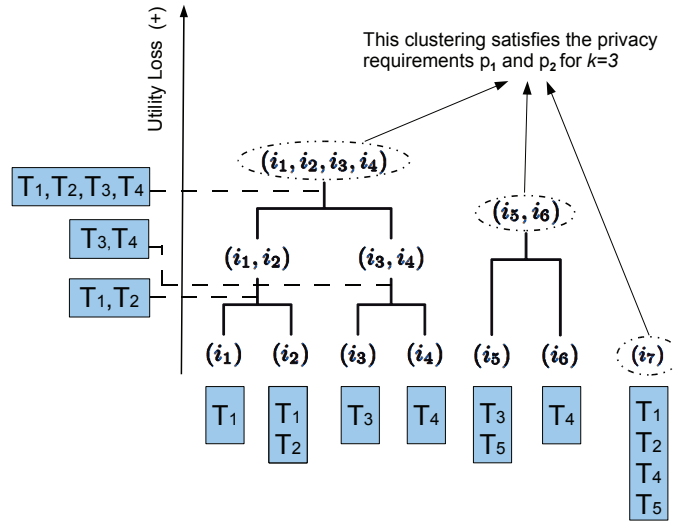 Utility Loss (+)
This clustering satisfies the privacy
requirements p₁ and p₂ for k=3
(i₁, i₂, i₃, i₄)
T₁,T₂,T₃,T₄
(i₅, i₆)
T₃,T₄
(i₁, i₂) (i₃, i₄)
T₁,T₂
(i₁) (i₂) (i₃) (i₄) (i₅) (i₆) (i₇)
T₁ T₁ T₃ T₄ T₃ T₄ T₁
T₂ T₅ T₂
T₄
T₅